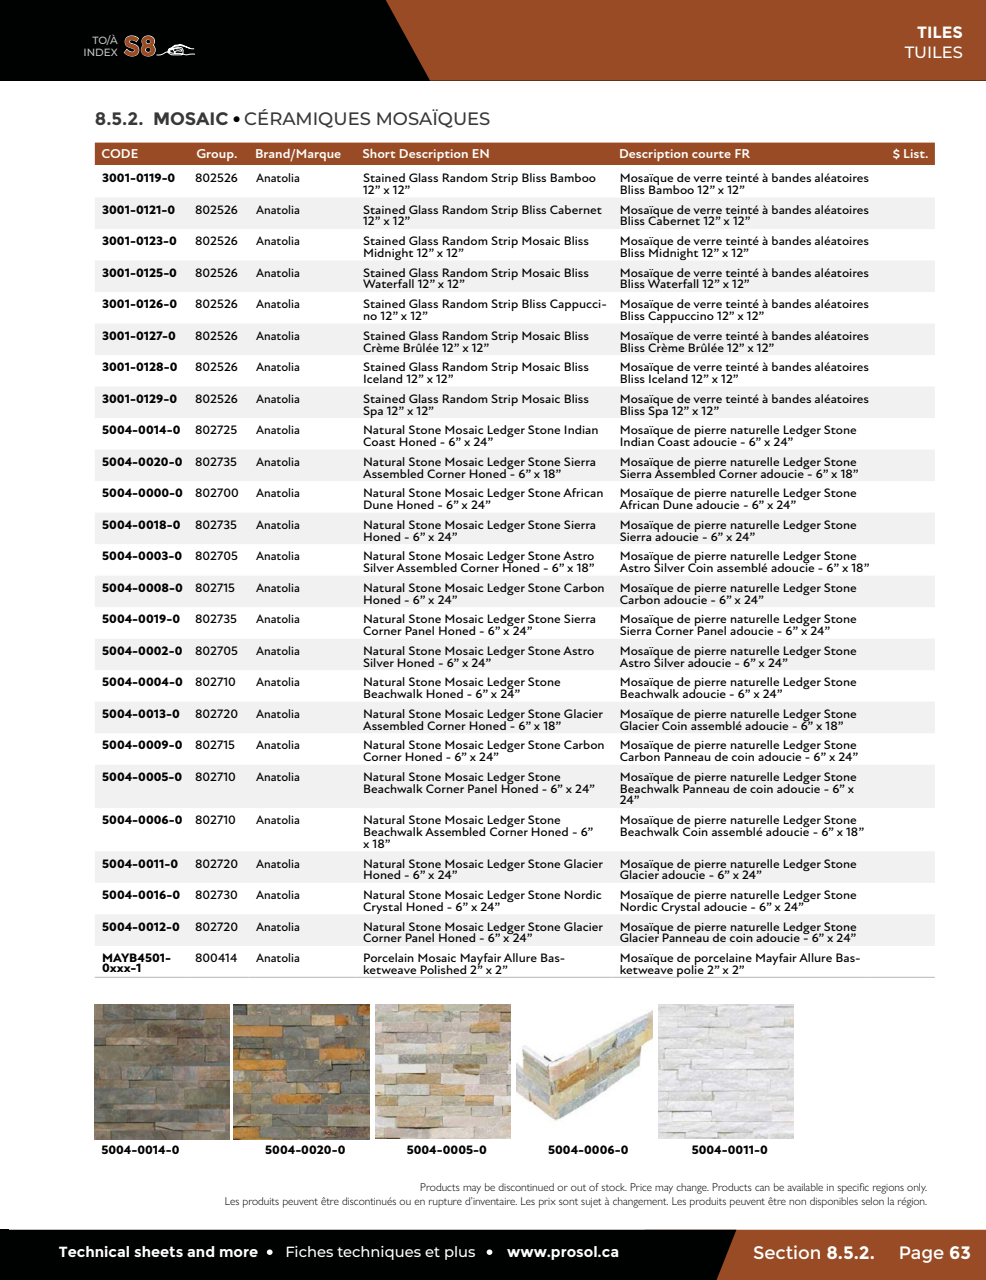 TO/À
INDEX S8
TILES
TUILES
8.5.2. MOSAIC • CÉRAMIQUES MOSAÏQUES
CODE Group. Brand/Marque Short Description EN Description courte FR $ List.
3001-0119-0 802526 Anatolia Stained Glass Random Strip Bliss Bamboo Mosaïque de verre teinté à bandes aléatoires
12” x 12” Bliss Bamboo 12” x 12”
3001-0121-0 802526 Anatolia Stained Glass Random Strip Bliss Cabernet Mosaïque de verre teinté à bandes aléatoires
12” x 12” Bliss Cabernet 12” x 12”
3001-0123-0 802526 Anatolia Stained Glass Random Strip Mosaic Bliss Mosaïque de verre teinté à bandes aléatoires
Midnight 12” x 12” Bliss Midnight 12” x 12”
3001-0125-0 802526 Anatolia Stained Glass Random Strip Mosaic Bliss Mosaïque de verre teinté à bandes aléatoires
Waterfall 12” x 12” Bliss Waterfall 12” x 12”
3001-0126-0 802526 Anatolia Stained Glass Random Strip Bliss Cappucci- Mosaïque de verre teinté à bandes aléatoires
no 12” x 12” Bliss Cappuccino 12” x 12”
3001-0127-0 802526 Anatolia Stained Glass Random Strip Mosaic Bliss Mosaïque de verre teinté à bandes aléatoires
Crème Brûlée 12” x 12” Bliss Crème Brûlée 12” x 12”
3001-0128-0 802526 Anatolia Stained Glass Random Strip Mosaic Bliss Mosaïque de verre teinté à bandes aléatoires
Iceland 12” x 12” Bliss Iceland 12” x 12”
3001-0129-0 802526 Anatolia Stained Glass Random Strip Mosaic Bliss Mosaïque de verre teinté à bandes aléatoires
Spa 12” x 12” Bliss Spa 12” x 12”
5004-0014-0 802725 Anatolia Natural Stone Mosaic Ledger Stone Indian Mosaïque de pierre naturelle Ledger Stone
Coast Honed - 6” x 24” Indian Coast adoucie - 6” x 24”
5004-0020-0 802735 Anatolia Natural Stone Mosaic Ledger Stone Sierra Mosaïque de pierre naturelle Ledger Stone
Assembled Corner Honed - 6” x 18” Sierra Assembled Corner adoucie - 6” x 18”
5004-0000-0 802700 Anatolia Natural Stone Mosaic Ledger Stone African Mosaïque de pierre naturelle Ledger Stone
Dune Honed - 6” x 24” African Dune adoucie - 6” x 24”
5004-0018-0 802735 Anatolia Natural Stone Mosaic Ledger Stone Sierra Mosaïque de pierre naturelle Ledger Stone
Honed - 6” x 24” Sierra adoucie - 6” x 24”
5004-0003-0 802705 Anatolia Natural Stone Mosaic Ledger Stone Astro Mosaïque de pierre naturelle Ledger Stone
Silver Assembled Corner Honed - 6” x 18” Astro Silver Coin assemblé adoucie - 6” x 18”
5004-0008-0 802715 Anatolia Natural Stone Mosaic Ledger Stone Carbon Mosaïque de pierre naturelle Ledger Stone
Honed - 6” x 24” Carbon adoucie - 6” x 24”
5004-0019-0 802735 Anatolia Natural Stone Mosaic Ledger Stone Sierra Mosaïque de pierre naturelle Ledger Stone
Corner Panel Honed - 6” x 24” Sierra Corner Panel adoucie - 6” x 24”
5004-0002-0 802705 Anatolia Natural Stone Mosaic Ledger Stone Astro Mosaïque de pierre naturelle Ledger Stone
Silver Honed - 6” x 24” Astro Silver adoucie - 6” x 24”
5004-0004-0 802710 Anatolia Natural Stone Mosaic Ledger Stone Mosaïque de pierre naturelle Ledger Stone
Beachwalk Honed - 6” x 24” Beachwalk adoucie - 6” x 24”
5004-0013-0 802720 Anatolia Natural Stone Mosaic Ledger Stone Glacier Mosaïque de pierre naturelle Ledger Stone
Assembled Corner Honed - 6” x 18” Glacier Coin assemblé adoucie - 6” x 18”
5004-0009-0 802715 Anatolia Natural Stone Mosaic Ledger Stone Carbon Mosaïque de pierre naturelle Ledger Stone
Corner Honed - 6” x 24” Carbon Panneau de coin adoucie - 6” x 24”
5004-0005-0 802710 Anatolia Natural Stone Mosaic Ledger Stone Mosaïque de pierre naturelle Ledger Stone
Beachwalk Corner Panel Honed - 6” x 24” Beachwalk Panneau de coin adoucie - 6” x
24”
5004-0006-0 802710 Anatolia Natural Stone Mosaic Ledger Stone Mosaïque de pierre naturelle Ledger Stone
Beachwalk Assembled Corner Honed - 6” Beachwalk Coin assemblé adoucie - 6” x 18”
x 18”
5004-0011-0 802720 Anatolia Natural Stone Mosaic Ledger Stone Glacier Mosaïque de pierre naturelle Ledger Stone
Honed - 6” x 24” Glacier adoucie - 6” x 24”
5004-0016-0 802730 Anatolia Natural Stone Mosaic Ledger Stone Nordic Mosaïque de pierre naturelle Ledger Stone
Crystal Honed - 6” x 24” Nordic Crystal adoucie - 6” x 24”
5004-0012-0 802720 Anatolia Natural Stone Mosaic Ledger Stone Glacier Mosaïque de pierre naturelle Ledger Stone
Corner Panel Honed - 6” x 24” Glacier Panneau de coin adoucie - 6” x 24”
MAYB4501- 800414 Anatolia Porcelain Mosaic Mayfair Allure Bas- Mosaïque de porcelaine Mayfair Allure Bas-
0xxx-1 ketweave Polished 2” x 2” ketweave polie 2” x 2”
5004-0014-0 5004-0020-0 5004-0005-0 5004-0006-0 5004-0011-0
Products may be discontinued or out of stock. Price may change. Products can be available in specific regions only.
Les produits peuvent être discontinués ou en rupture d’inventaire. Les prix sont sujet à changement. Les produits peuvent être non disponibles selon la région.
Technical sheets and more • Fiches techniques et plus • www.prosol.ca
Section 8.5.2. Page 63